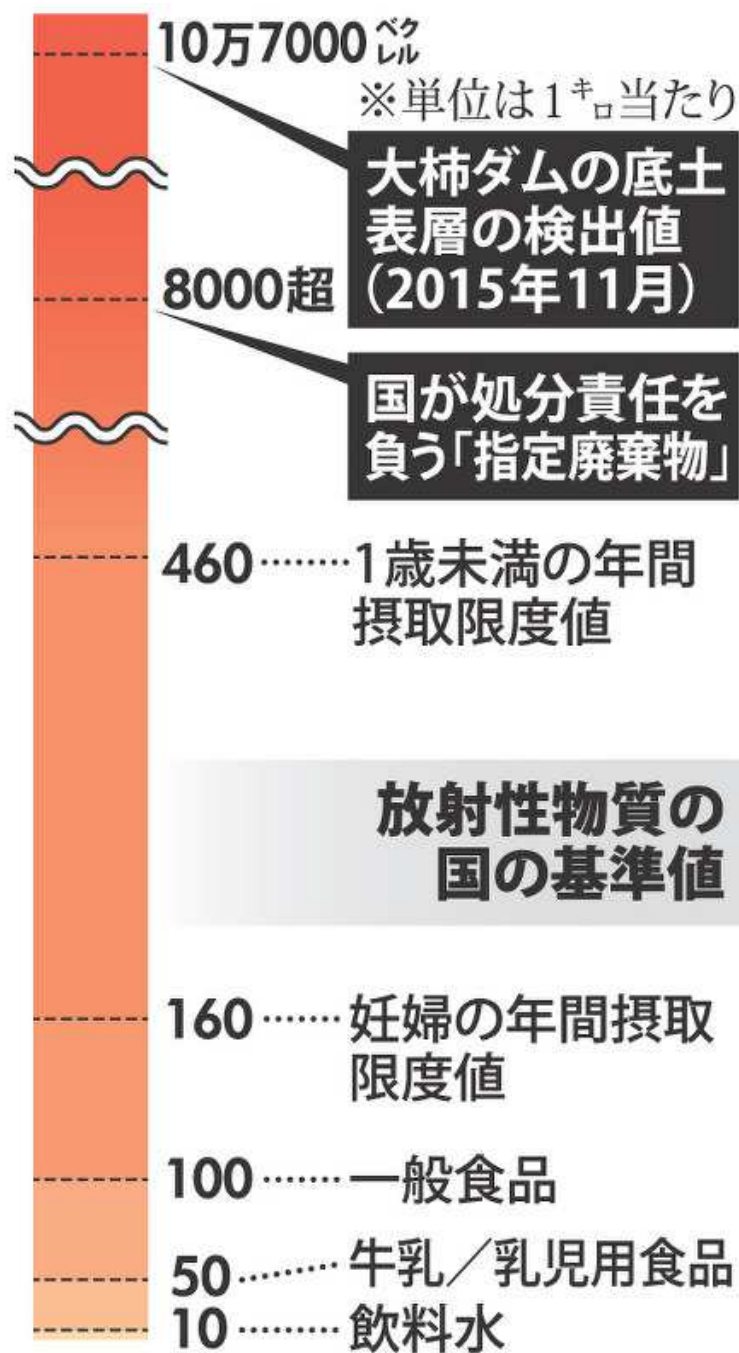 10万7000ベクレル
※単位は1キロ当たり
大柿ダムの底土
表層の検出値
(2015年11月)
8000超
国が処分責任を
負う「指定廃棄物」
460········1歳未満の年間
摂取限度値
放射性物質の
国の基準値
160·······妊婦の年間摂取
限度値
100·······一般食品
50·········牛乳／乳児用食品
10·········飲料水